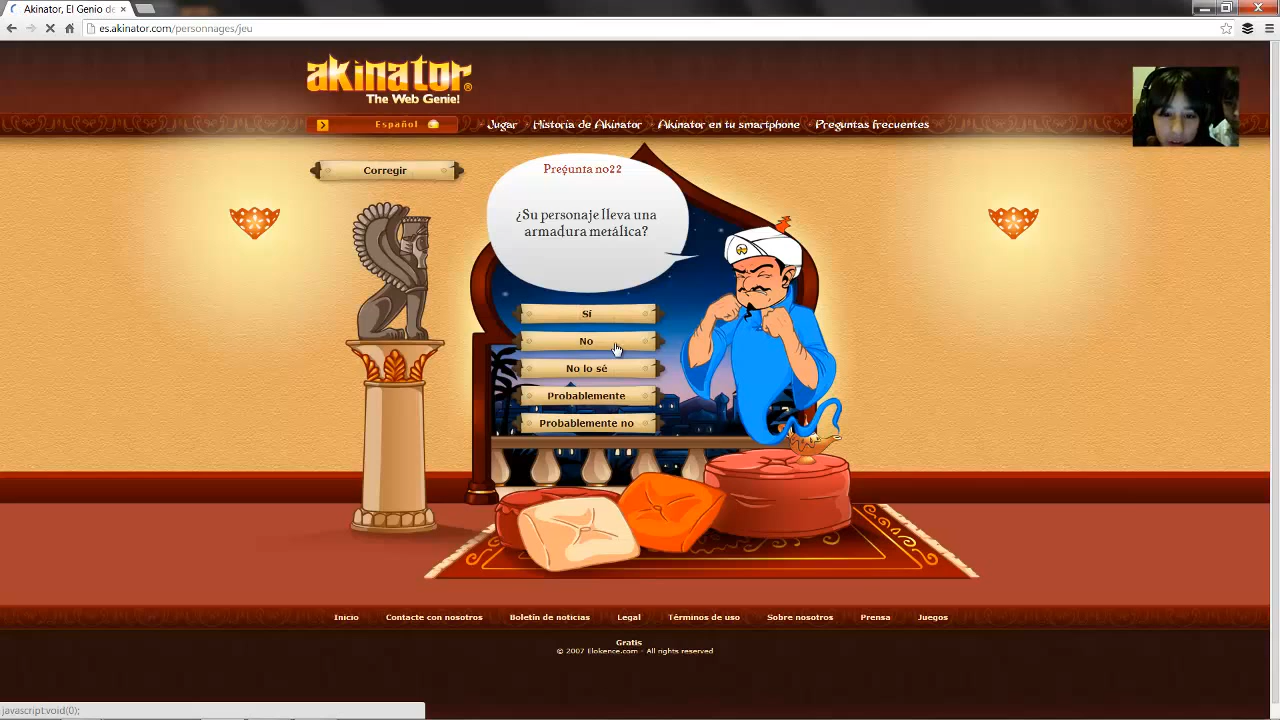 Akinator, El Genio de
es.akinator.com/personnages/jeu
akinator®
The Web Genie!
Español
Jugar
Historia de Akinator
Akinator en tu smartphone
Preguntas frecuentes
Corregir
Pregunta no22
¿Su personaje lleva una
armadura metálica?
Sí
No
No lo sé
Probablemente
Probablemente no
Inicio
Contacte con nosotros
Boletín de noticias
Legal
Términos de uso
Sobre nosotros
Prensa
Juegos
Gratis
© 2007 Elokence.com - All rights reserved
javascript:void(0);